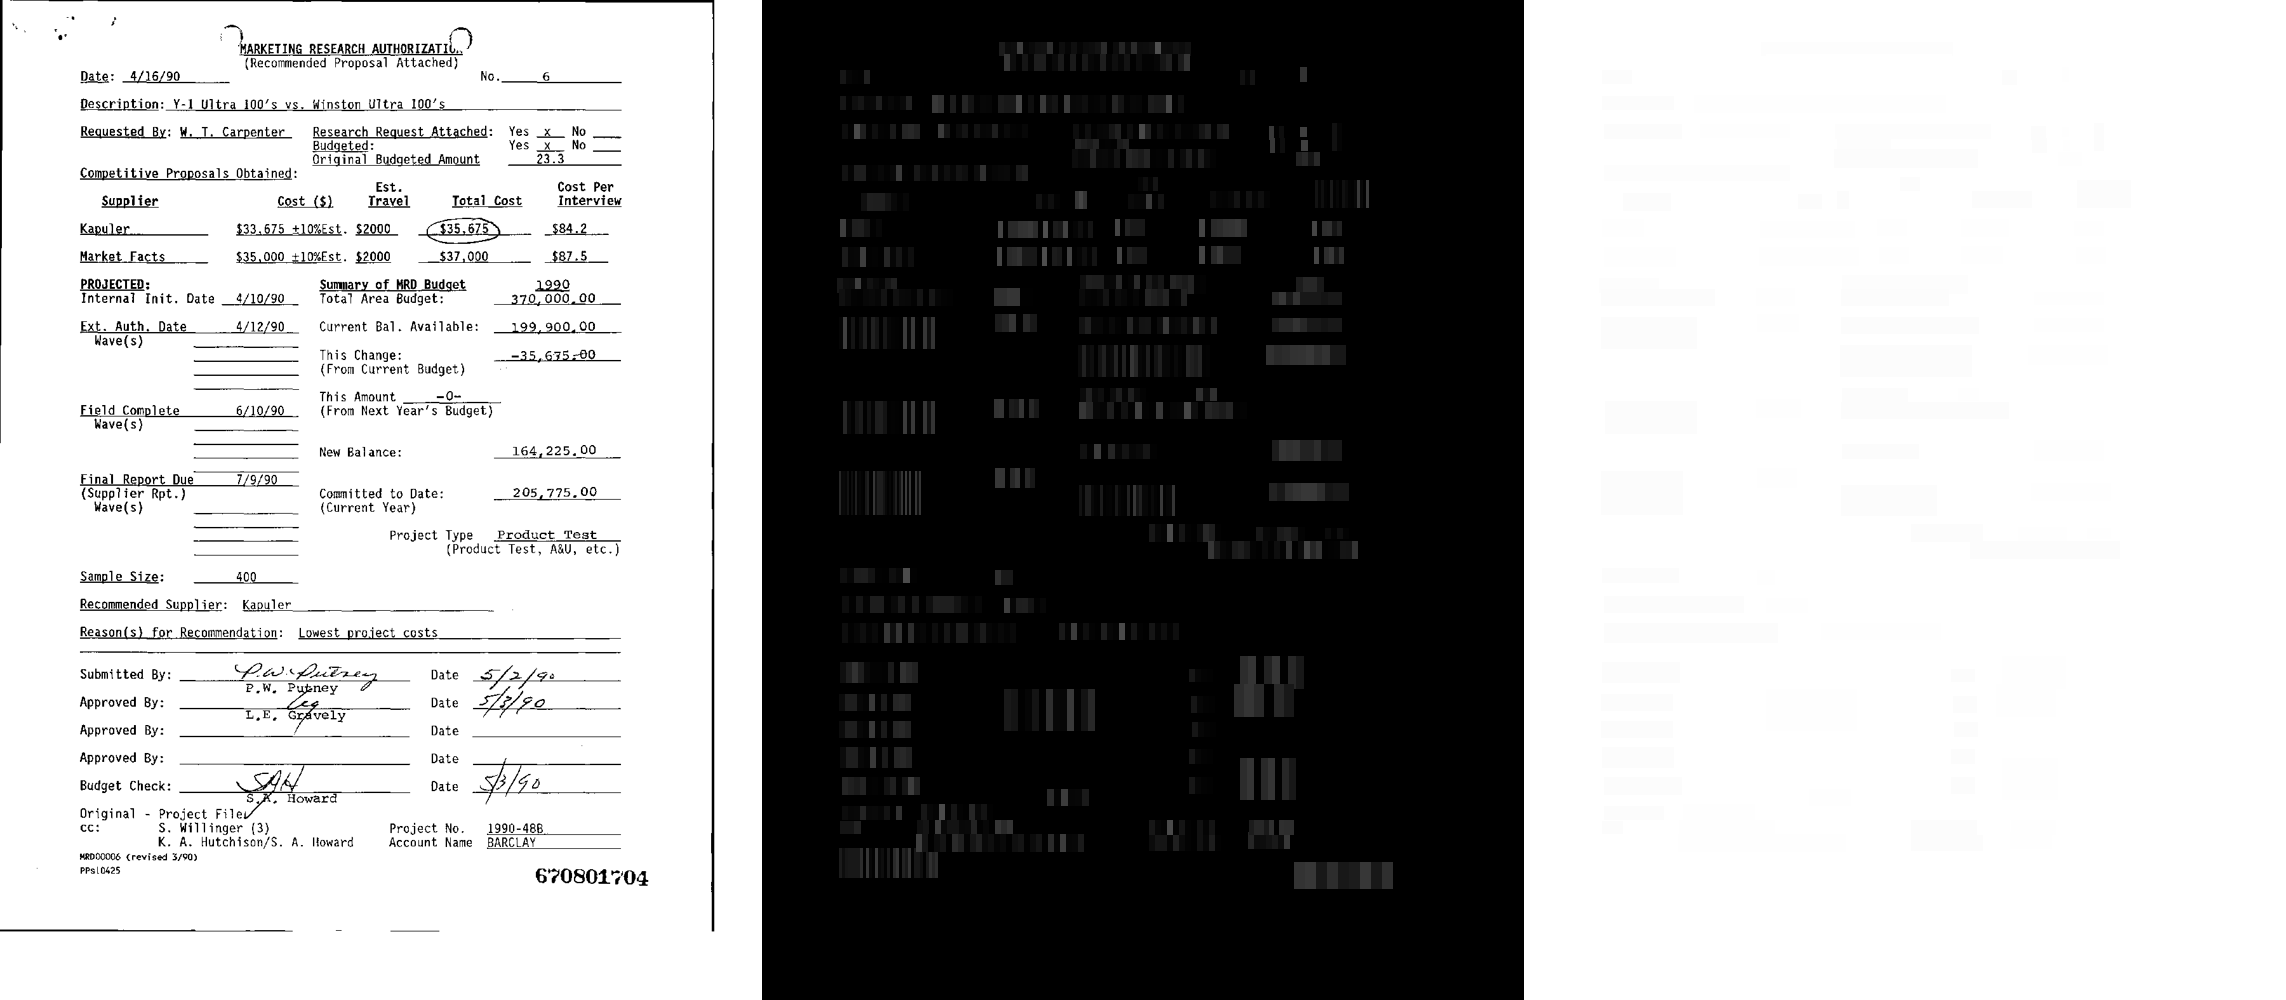 MARKETING RESEARCH AUTHORIZATIO
(Recommended Proposal Attached)
Date: 4/16/90 No. 6
Description: Y-1 Ultra 100's vs. Winston Ultra 100's
Requested By: W. T. Carpenter Research Request Attached: Yes x No
Budgeted: Yes x No
Original Budgeted Amount 23.3
Competitive Proposals Obtained:
Est. Cost Per
Supplier Cost ($) Travel Total Cost Interview
Kapuler $33,675 ±10%Est. $2000 $35,675 $84.2
Market Facts $35,000 ±10%Est. $2000 $37,000 $87.5
PROJECTED: Summary of MRD Budget 1990
Internal Init. Date 4/10/90 Total Area Budget: 370,000.00
Ext. Auth. Date 4/12/90 Current Bal. Available: 199,900.00
Wave(s)
This Change: -35,675.00
(From Current Budget)
This Amount -0-
Field Complete 6/10/90 (From Next Year's Budget)
Wave(s)
New Balance: 164,225.00
Final Report Due 7/9/90
(Supplier Rpt.) Committed to Date: 205,775.00
Wave(s) (Current Year)
Project Type Product Test
(Product Test, A&U, etc.)
Sample Size: 400
Recommended Supplier: Kapuler
Reason(s) for Recommendation: Lowest project costs
Submitted By: P.W. Putney Date 5/2/90
P.W. Putney
Approved By: leg Date 5/3/90
L.E. Gravely
Approved By: Date
Approved By: Date
Budget Check: SAH Date 5/3/90
S.A. Howard
Original - Project File
cc: S. Willinger (3) Project No. 1990-48B
K. A. Hutchison/S. A. Howard Account Name BARCLAY
MRD00006 (revised 3/90)
PPsl0425
670801704